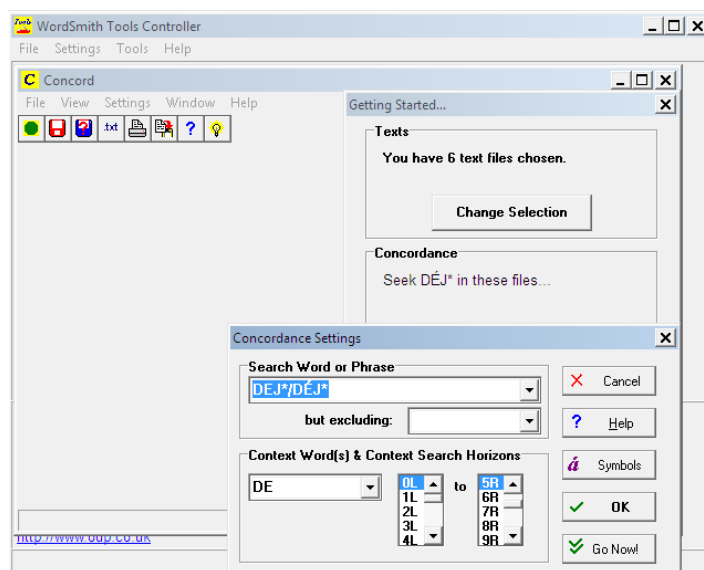 WordSmith Tools Controller
File Settings Tools Help
C Concord
File View Settings Window Help
.txt ?
Getting Started...
Texts
You have 6 text files chosen.
Change Selection
Concordance
Seek DÉJ* in these files...
Concordance Settings
Search Word or Phrase
DEJ*/DÉJ*
but excluding:
Context Word(s) & Context Search Horizons
DE
0L to 5R
1L 6R
2L 7R
3L 8R
4L 9R
Cancel
? Help
á Symbols
OK
Go Now!
http://www.oup.co.uk